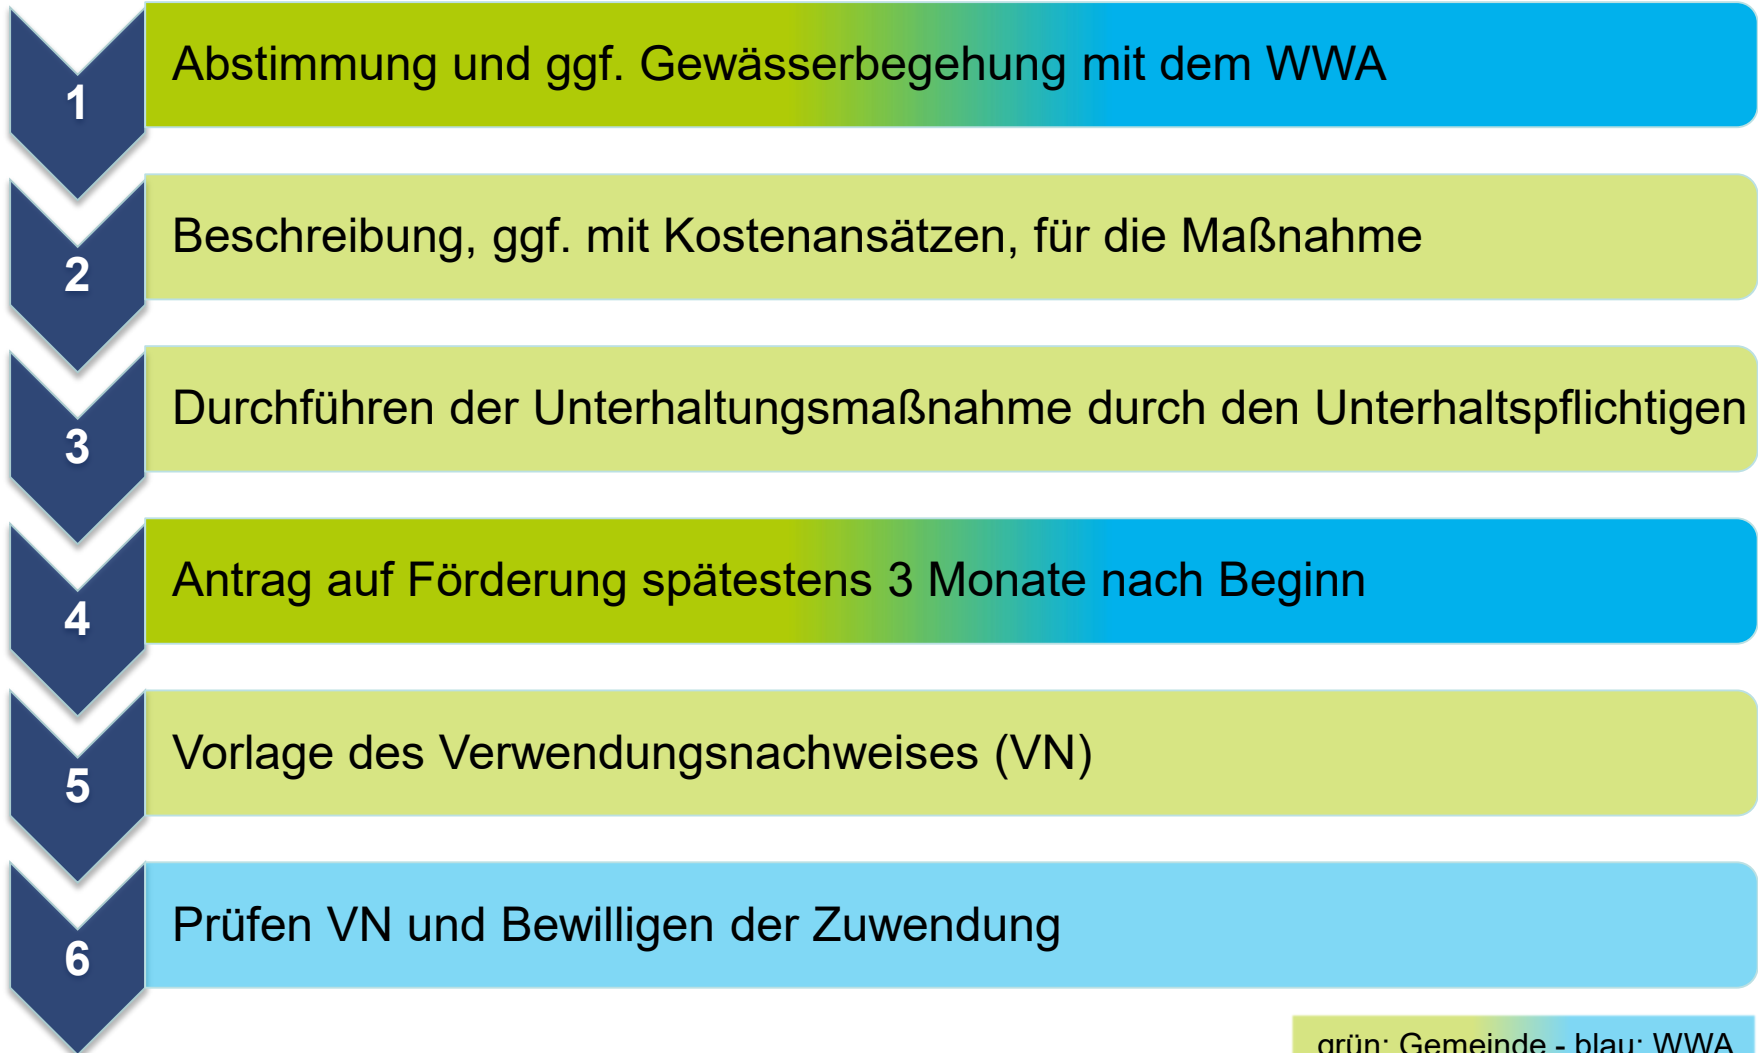 1
Abstimmung und ggf. Gewässerbegehung mit dem WWA
2
Beschreibung, ggf. mit Kostenansätzen, für die Maßnahme
3
Durchführen der Unterhaltungsmaßnahme durch den Unterhaltspflichtigen
4
Antrag auf Förderung spätestens 3 Monate nach Beginn
5
Vorlage des Verwendungsnachweises (VN)
6
Prüfen VN und Bewilligen der Zuwendung
grün: Gemeinde - blau: WWA